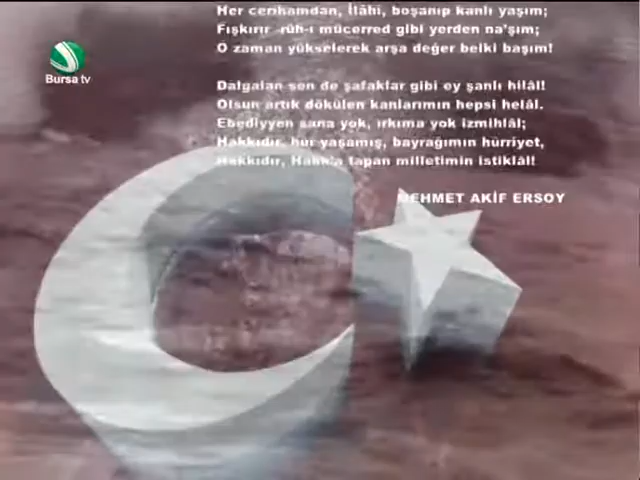 Her cerihamdan, İlâhi, boşanıp kanlı yaşım;
Fışkırır rûh-ı mücerred gibi yerden na'şım;
O zaman yükselerek arşa değer belki başım!
Dalgalan sen de şafaklar gibi ey şanlı hilâl!
Olsun artık dökülen kanlarımın hepsi helâl.
Ebediyyen sana yok, ırkıma yok izmihlâl;
Hakkıdır, hür yaşamış, bayrağımın hürriyet,
Hakkıdır, Hakk'a tapan milletimin istiklâl!
MEHMET AKİF ERSOY
Bursa tv